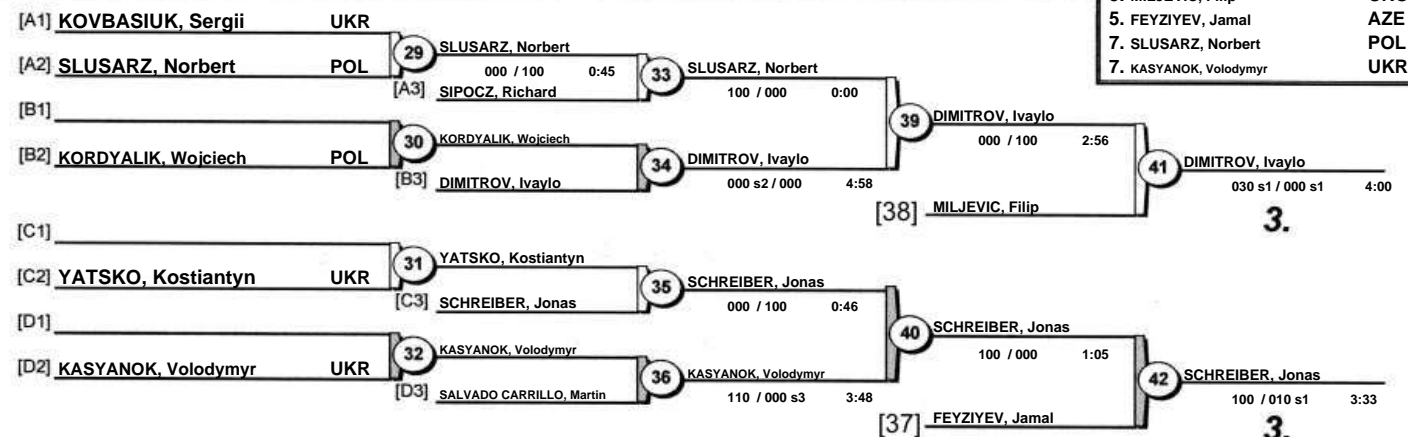 5. FEYZIYEV, Jamal AZE
7. SLUSARZ, Norbert POL
7. KASYANOK, Volodymyr UKR
[A1] KOVBASIUK, Sergii UKR
[A2] SLUSARZ, Norbert POL
29
SLUSARZ, Norbert
000 / 100 0:45
[A3] SIPOCZ, Richard
33
SLUSARZ, Norbert
100 / 000 0:00
[B1]
[B2] KORDYALIK, Wojciech POL
30
KORDYALIK, Wojciech
[B3] DIMITROV, Ivaylo
34
DIMITROV, Ivaylo
000 s2 / 000 4:58
39
DIMITROV, Ivaylo
000 / 100 2:56
[38] MILJEVIC, Filip
41
DIMITROV, Ivaylo
030 s1 / 000 s1 4:00
3.
[C1]
[C2] YATSKO, Kostiantyn UKR
31
YATSKO, Kostiantyn
[C3] SCHREIBER, Jonas
35
SCHREIBER, Jonas
000 / 100 0:46
[D1]
[D2] KASYANOK, Volodymyr UKR
32
KASYANOK, Volodymyr
[D3] SALVADO CARRILLO, Martin
36
KASYANOK, Volodymyr
110 / 000 s3 3:48
40
SCHREIBER, Jonas
100 / 000 1:05
[37] FEYZIYEV, Jamal
42
SCHREIBER, Jonas
100 / 010 s1 3:33
3.